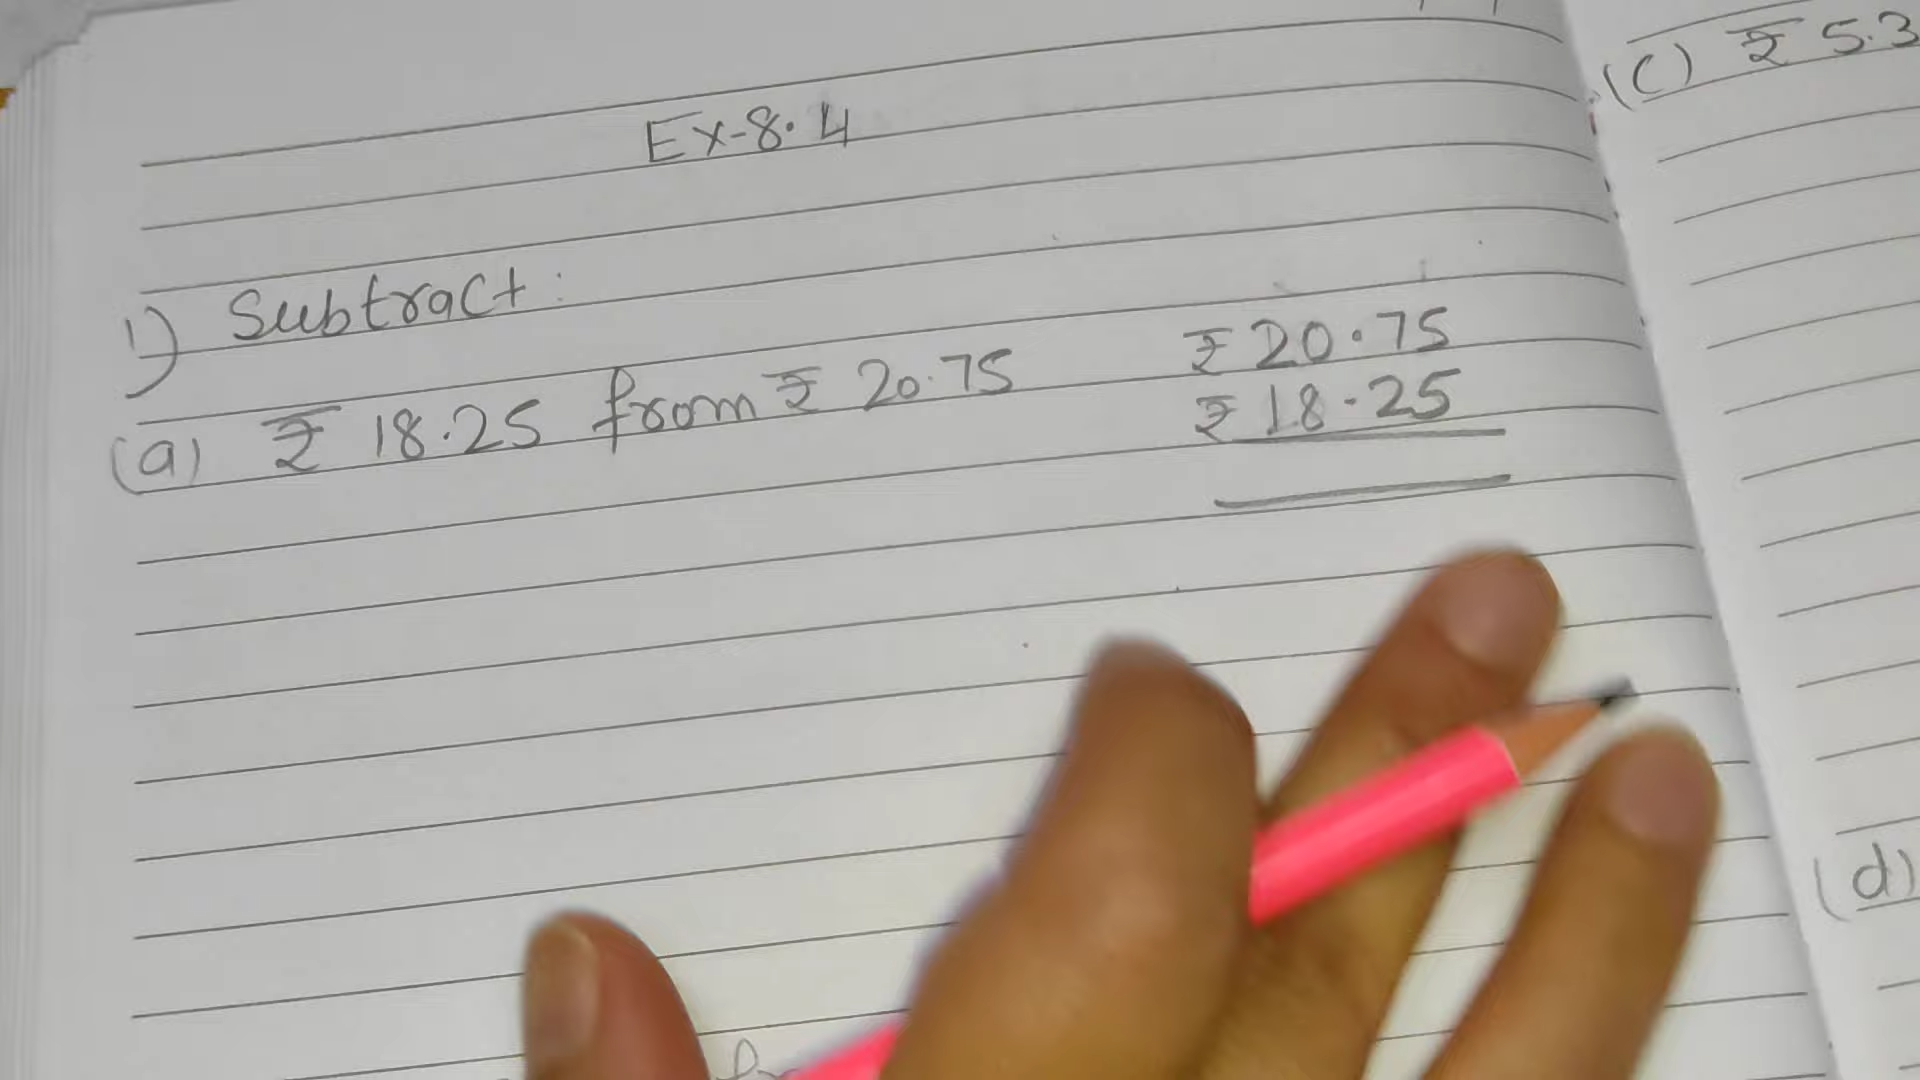 Ex-8.4
1) Subtract:
(a) ₹ 18.25 from ₹ 20.75
₹ 20.75
₹ 18.25
(c) ₹ 5.3
(d)